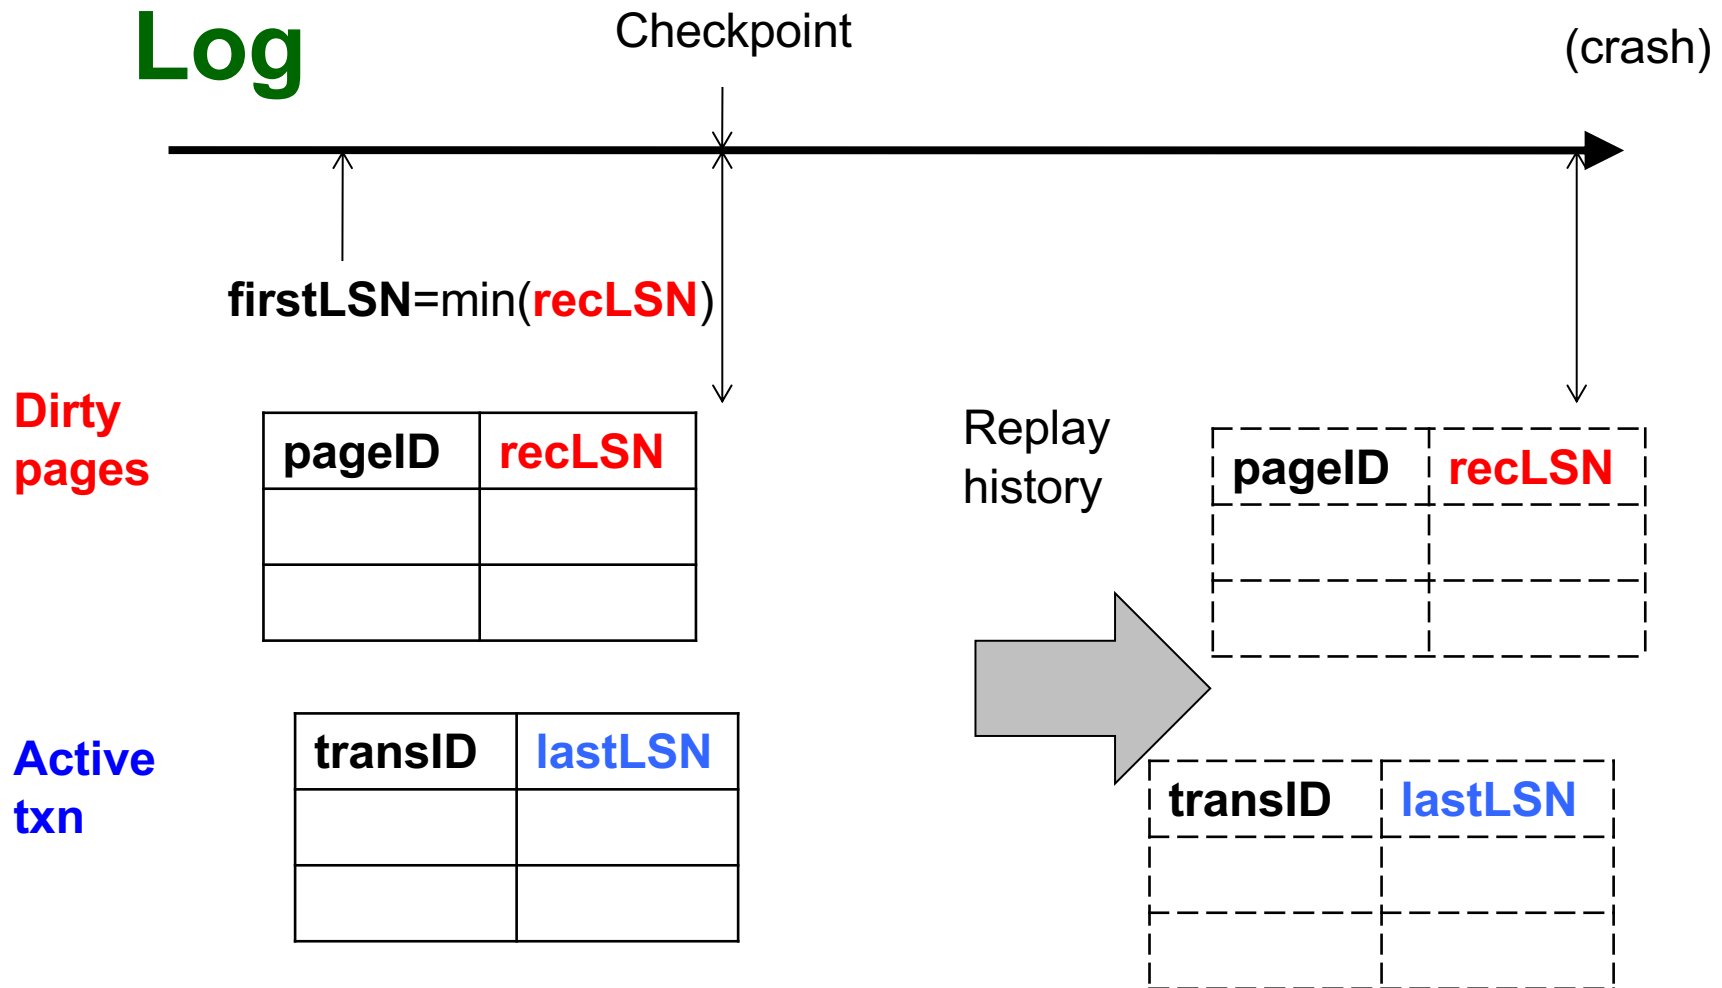 Log
Checkpoint
(crash)
firstLSN=min(recLSN)
Dirty
pages
pageID recLSN
Replay
history
pageID recLSN
Active
txn
transID lastLSN
transID lastLSN